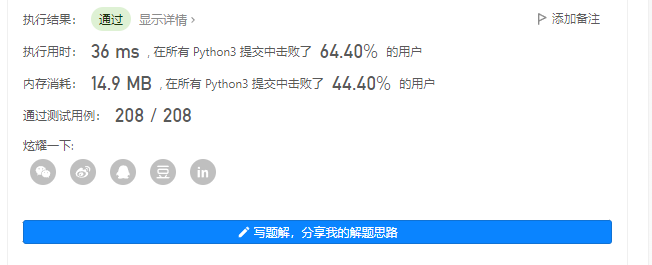 执行结果： 通过 显示详情 › 添加备注
执行用时： 36 ms , 在所有 Python3 提交中击败了 64.40% 的用户
内存消耗： 14.9 MB , 在所有 Python3 提交中击败了 44.40% 的用户
通过测试用例： 208 / 208
炫耀一下:
豆 in
写题解，分享我的解题思路